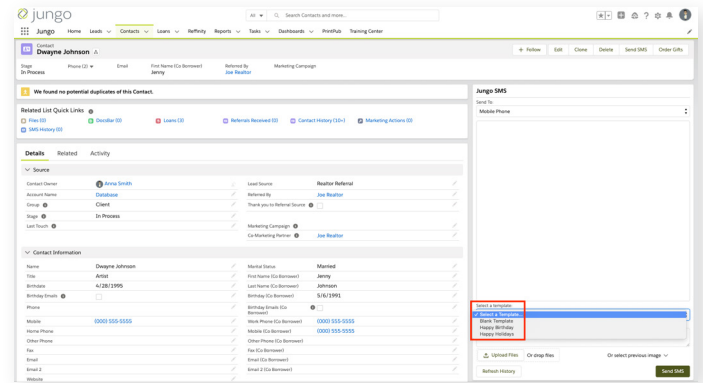 jungo
All
Search Contacts and more...
Jungo
Home
Leads
Contacts
Loans
Reffinity
Reports
Tasks
Dashboards
PrintPub
Training Center
Contact
Dwayne Johnson
+ Follow
Edit
Clone
Delete
Send SMS
Order Gifts
Stage
Phone (2)
Email
First Name (Co Borrower)
Referred By
Marketing Campaign
In Process
Jenny
Joe Realtor
We found no potential duplicates of this Contact.
Related List Quick Links
Files (0)
DocsBar (0)
Loans (3)
Referrals Received (0)
Contact History (10+)
Marketing Actions (0)
SMS History (0)
Details
Related
Activity
Source
Contact Owner
Anna Smith
Lead Source
Realtor Referral
Account Name
Database
Referred By
Joe Realtor
Group
Client
Thank you to Referral Source
Stage
In Process
Last Touch
Marketing Campaign
Co-Marketing Partner
Joe Realtor
Contact Information
Name
Dwayne Johnson
Marital Status
Married
Title
Artist
First Name (Co Borrower)
Jenny
Birthdate
4/28/1995
Last Name (Co Borrower)
Johnson
Birthday Emails
Birthday (Co Borrower)
5/6/1991
Phone
Birthday Emails (Co Borrower)
Mobile
(000) 555-5555
Work Phone (Co Borrower)
(000) 555-5555
Home Phone
Mobile (Co Borrower)
(000) 555-5555
Other Phone
Other Phone (Co Borrower)
Fax
Fax (Co Borrower)
Email
Email (Co Borrower)
Email 2
Email 2 (Co Borrower)
Website
Jungo SMS
Send To
Mobile Phone
Select a template:
✓ Select a Template...
Blank Template
Happy Birthday
Happy Holidays
Upload Files
Or drop files
Or select previous image
Refresh History
Send SMS